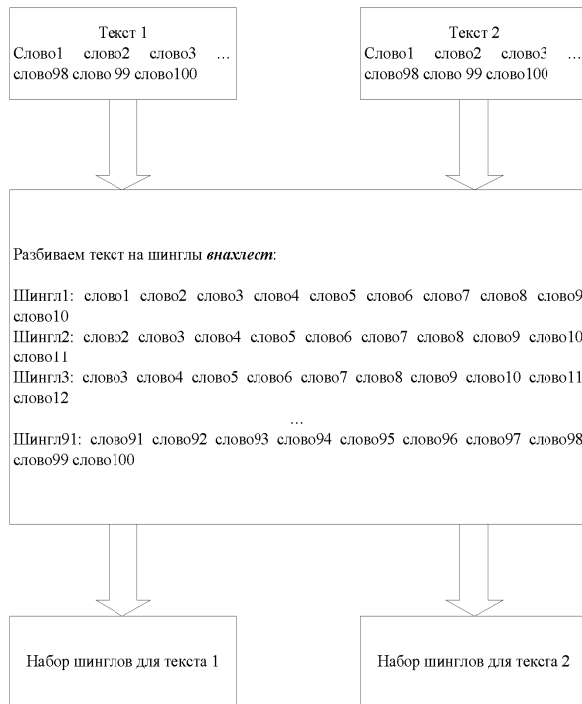 Текст 1
Слово1 слово2 слово3 ...
слово98 слово 99 слово100
Текст 2
Слово1 слово2 слово3 ...
слово98 слово 99 слово100
Разбиваем текст на шинглы внахлест:
Шингл1: слово1 слово2 слово3 слово4 слово5 слово6 слово7 слово8 слово9
слово10
Шингл2: слово2 слово3 слово4 слово5 слово6 слово7 слово8 слово9 слово10
слово11
Шингл3: слово3 слово4 слово5 слово6 слово7 слово8 слово9 слово10 слово11
слово12
...
Шингл91: слово91 слово92 слово93 слово94 слово95 слово96 слово97 слово98
слово99 слово100
Набор шинглов для текста 1
Набор шинглов для текста 2